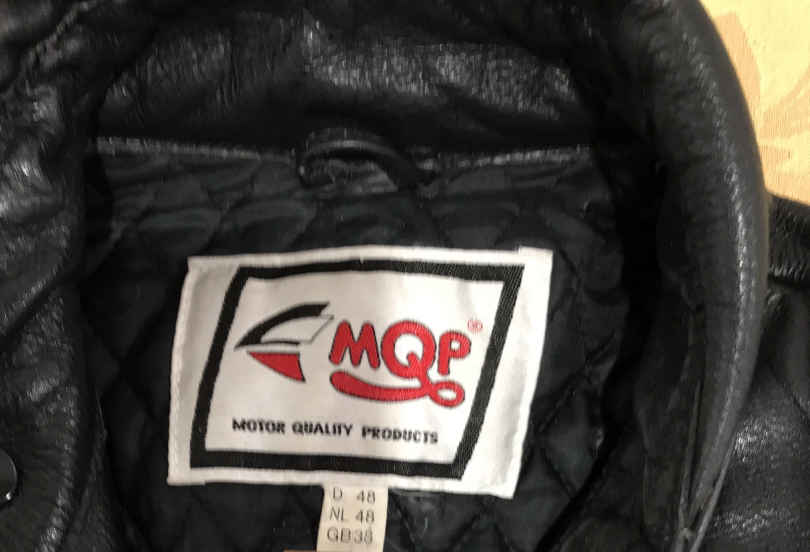 MQP®
MOTOR QUALITY PRODUCTS
D 48
NL 48
GB38